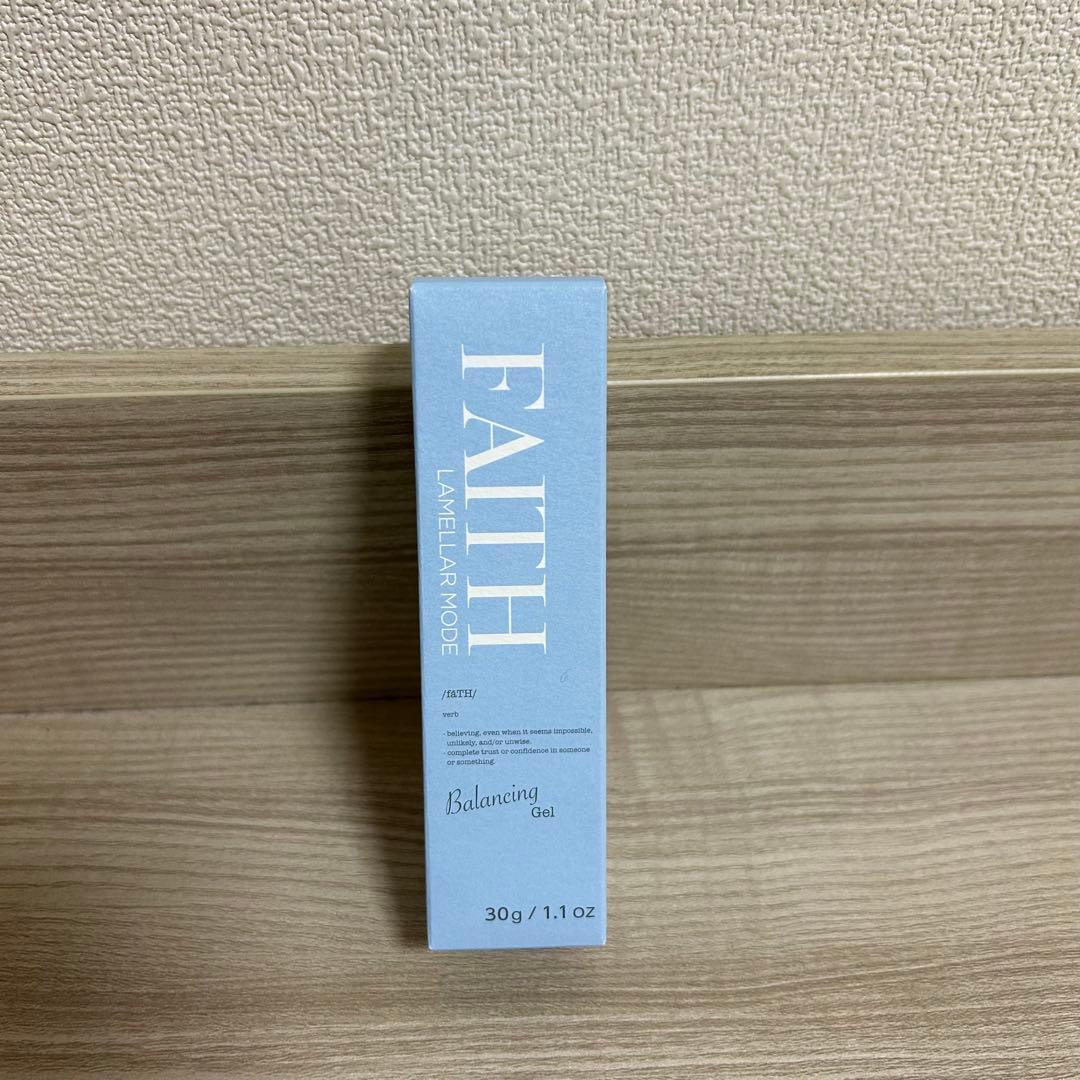 FAITH
LAMELLAR MODE
/fāTH/
verb
- believing, even when it seems impossible,
unlikely, and/or unwise.
- complete trust or confidence in someone
or something.
Balancing
Gel
30g / 1.1 oz